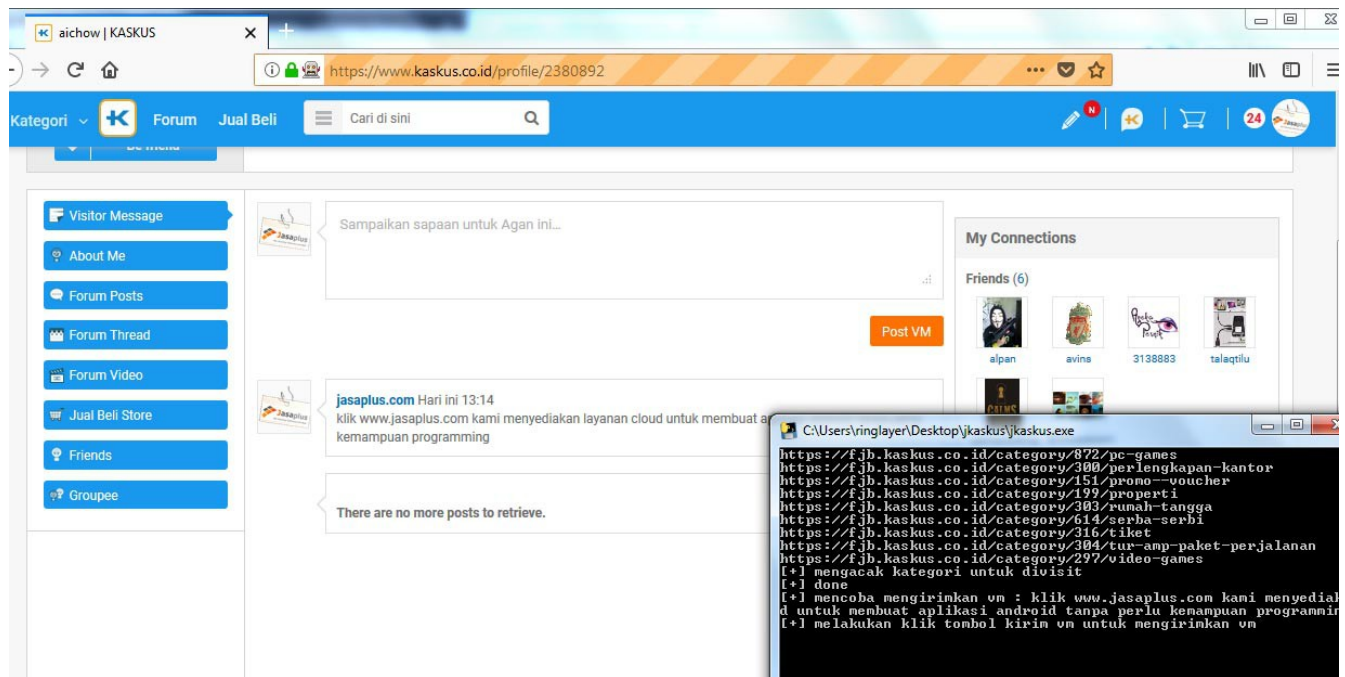 aichow | KASKUS
https://www.kaskus.co.id/profile/2380892
Kategori
Forum
Jual Beli
Cari di sini
N
24
Visitor Message
About Me
Forum Posts
Forum Thread
Forum Video
Jual Beli Store
Friends
Groupee
Jasaplus
Sampaikan sapaan untuk Agan ini...
Post VM
jasaplus.com Hari ini 13:14
klik www.jasaplus.com kami menyediakan layanan cloud untuk membuat
kemampuan programming
There are no more posts to retrieve.
My Connections
Friends (6)
alpan
avins
3138883
talaqtilu
C:\Users\ringlayer\Desktop\jkaskus\jkaskus.exe
https://fjb.kaskus.co.id/category/872/pc-games
https://fjb.kaskus.co.id/category/300/perlengkapan-kantor
https://fjb.kaskus.co.id/category/151/promo--voucher
https://fjb.kaskus.co.id/category/199/properti
https://fjb.kaskus.co.id/category/303/rumah-tangga
https://fjb.kaskus.co.id/category/614/serba-serbi
https://fjb.kaskus.co.id/category/316/tiket
https://fjb.kaskus.co.id/category/304/tur-amp-paket-perjalanan
https://fjb.kaskus.co.id/category/297/video-games
[+] mengacak kategori untuk divisit
[+] done
[+] mencoba mengirimkan vm : klik www.jasaplus.com kami menyediak
d untuk membuat aplikasi android tanpa perlu kemampuan programmin
[+] melakukan klik tombol kirim vm untuk mengirimkan vm